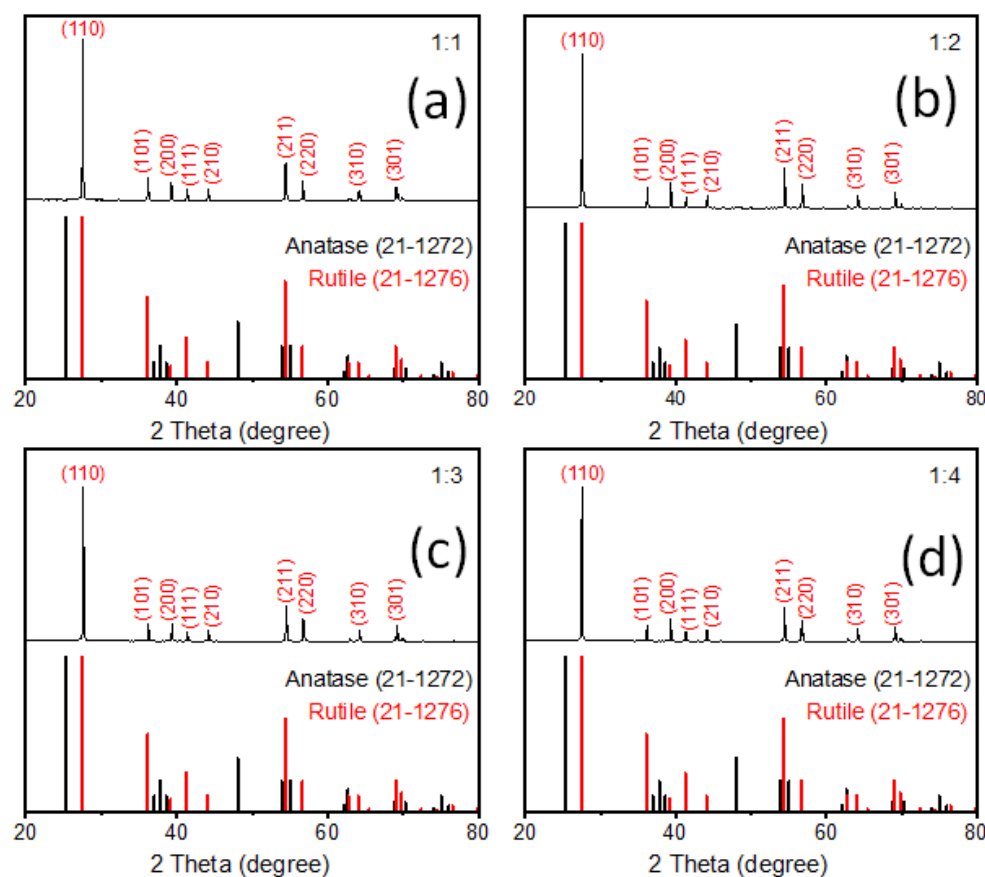 (110)
1:1
(a)
(101)
(200)
(111)
(210)
(211)
(220)
(310)
(301)
Anatase (21-1272)
Rutile (21-1276)
20 40 60 80
2 Theta (degree)
(110)
1:2
(b)
(101)
(200)
(111)
(210)
(211)
(220)
(310)
(301)
Anatase (21-1272)
Rutile (21-1276)
20 40 60 80
2 Theta (degree)
(110)
1:3
(c)
(101)
(200)
(111)
(210)
(211)
(220)
(310)
(301)
Anatase (21-1272)
Rutile (21-1276)
20 40 60 80
2 Theta (degree)
(110)
1:4
(d)
(101)
(200)
(111)
(210)
(211)
(220)
(310)
(301)
Anatase (21-1272)
Rutile (21-1276)
20 40 60 80
2 Theta (degree)